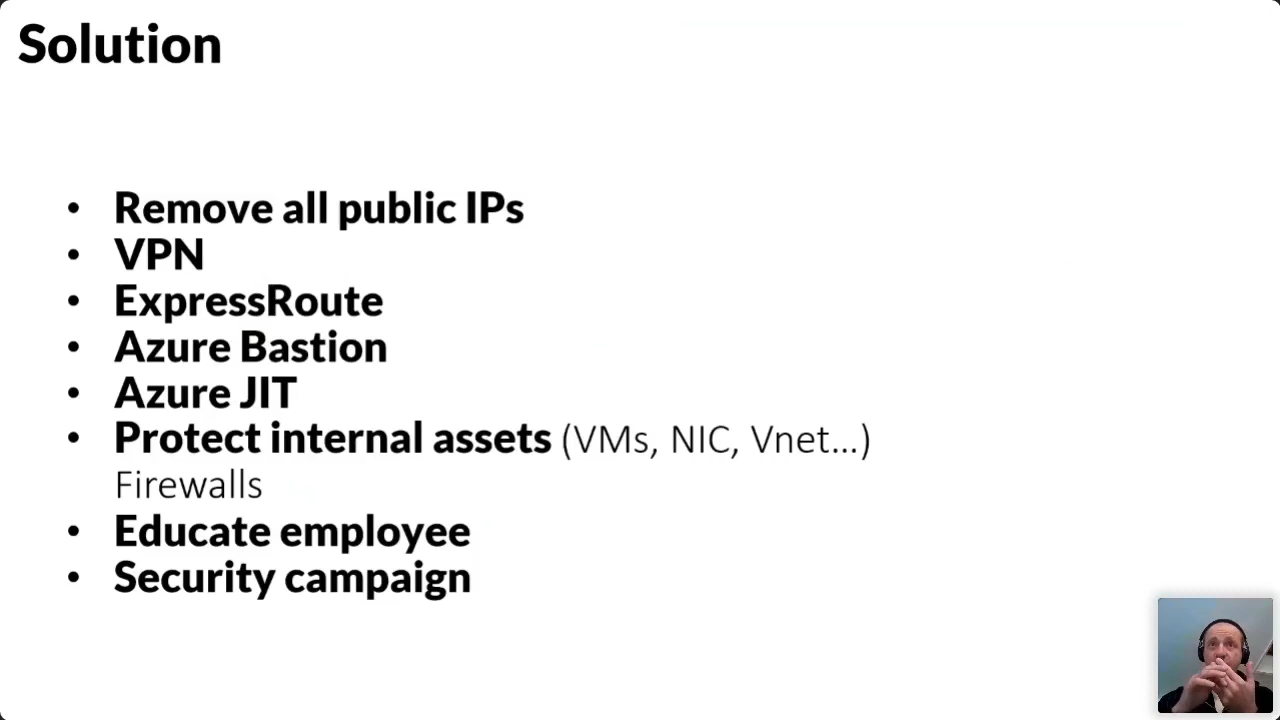 Solution
• Remove all public IPs
• VPN
• ExpressRoute
• Azure Bastion
• Azure JIT
• Protect internal assets (VMs, NIC, Vnet...)
Firewalls
• Educate employee
• Security campaign